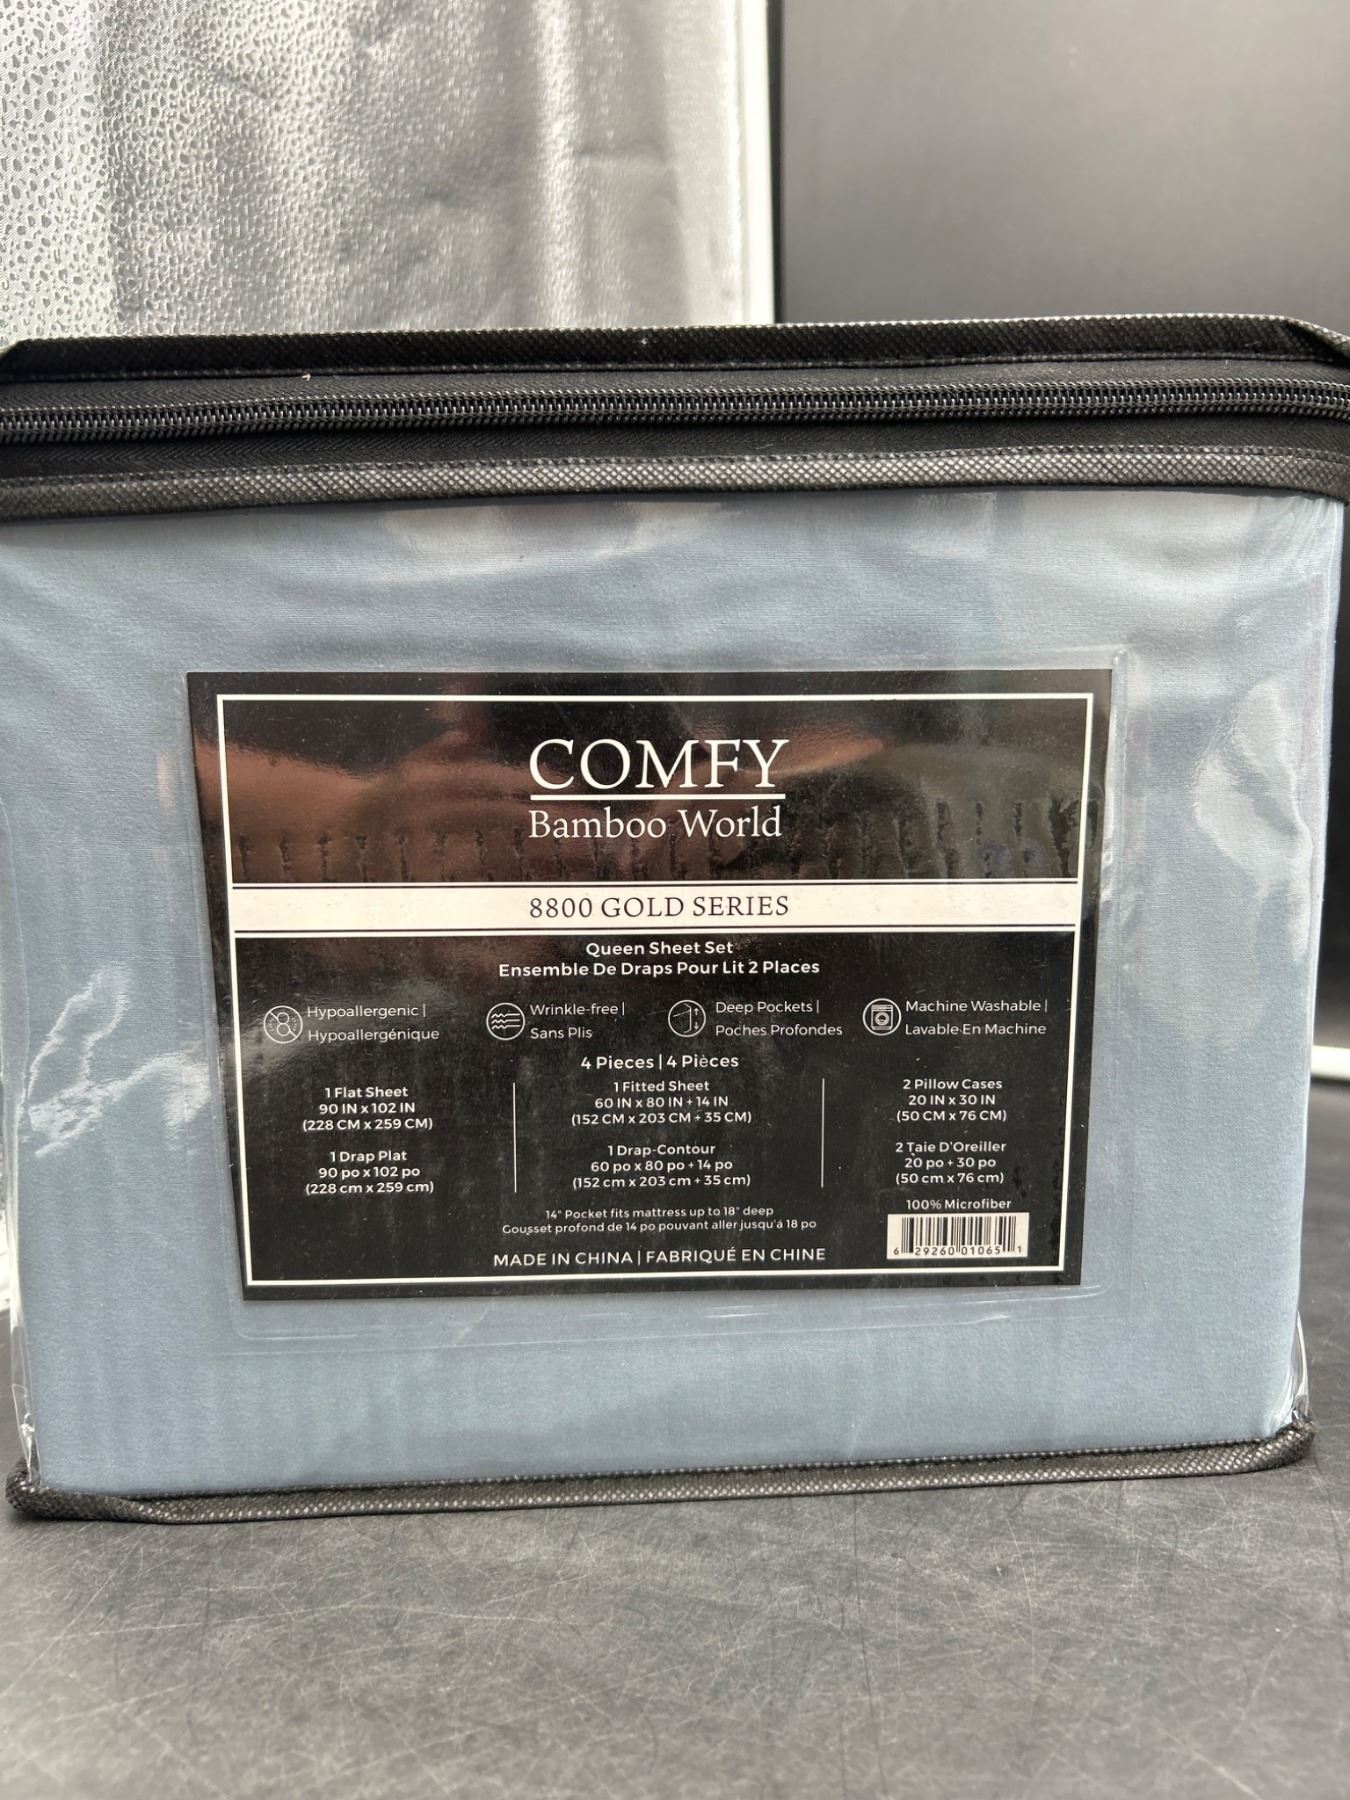 COMFY
Bamboo World
8800 GOLD SERIES
Queen Sheet Set
Ensemble De Draps Pour Lit 2 Places
Hypoallergenic |
Hypoallergénique
Wrinkle-free |
Sans Plis
Deep Pockets |
Poches Profondes
Machine Washable |
Lavable En Machine
4 Pieces | 4 Pièces
1 Flat Sheet
90 IN x 102 IN
(228 CM x 259 CM)
1 Drap Plat
90 po x 102 po
(228 cm x 259 cm)
1 Fitted Sheet
60 IN x 80 IN + 14 IN
(152 CM x 203 CM + 35 CM)
1 Drap-Contour
60 po x 80 po + 14 po
(152 cm x 203 cm + 35 cm)
2 Pillow Cases
20 IN x 30 IN
(50 CM x 76 CM)
2 Taie D'Oreiller
20 po + 30 po
(50 cm x 76 cm)
100% Microfiber
14" Pocket fits mattress up to 18" deep
Gousset profond de 14 po pouvant aller jusqu'á 18 po
MADE IN CHINA | FABRIQUÉ EN CHINE
6 29260 01065 1